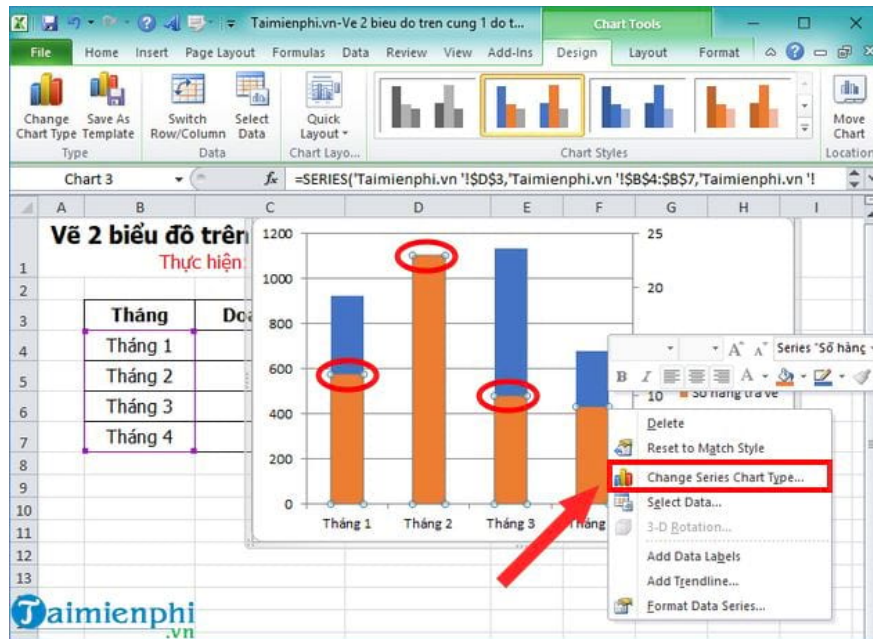 Taimienphi.vn-Ve 2 bieu do tren cung 1 do t...
Chart Tools
File Home Insert Page Layout Formulas Data Review View Add-Ins Design Layout Format
Change Chart Type
Save As Template
Switch Row/Column
Select Data
Quick Layout
Move Chart
Type Data Chart Layo... Chart Styles Location
Chart 3 fx =SERIES('Taimienphi.vn '!$D$3,'Taimienphi.vn '!$B$4:$B$7,'Taimienphi.vn '!
A B C D E F G H I
1 Vẽ 2 biểu đồ trên
Thực hiện:
2
3 Tháng
4 Tháng 1
5 Tháng 2
6 Tháng 3
7 Tháng 4
8
9
10
11
12
13
1200
1000
800
600
400
200
0
Tháng 1 Tháng 2 Tháng 3 Tháng
25
20
10 Số hàng trả về
Series "Số hàng
B I A
Delete
Reset to Match Style
Change Series Chart Type...
Select Data...
3-D Rotation...
Add Data Labels
Add Trendline...
Format Data Series...
Taimienphi
.vn